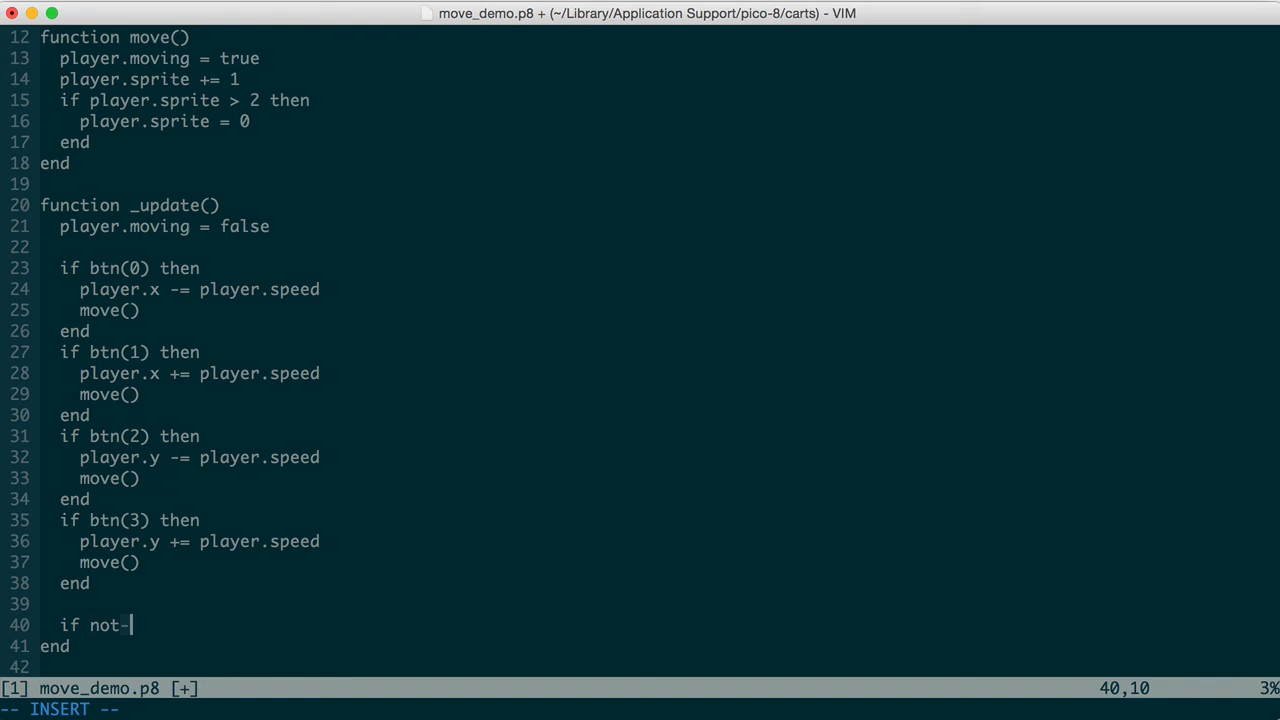 move_demo.p8 + (~/Library/Application Support/pico-8/carts) - VIM
12 function move()
13   player.moving = true
14   player.sprite += 1
15   if player.sprite > 2 then
16     player.sprite = 0
17   end
18 end
19
20 function _update()
21   player.moving = false
22
23   if btn(0) then
24     player.x -= player.speed
25     move()
26   end
27   if btn(1) then
28     player.x += player.speed
29     move()
30   end
31   if btn(2) then
32     player.y -= player.speed
33     move()
34   end
35   if btn(3) then
36     player.y += player.speed
37     move()
38   end
39
40   if not-
41 end
42
[1] move_demo.p8 [+] 40,10 3%
-- INSERT --